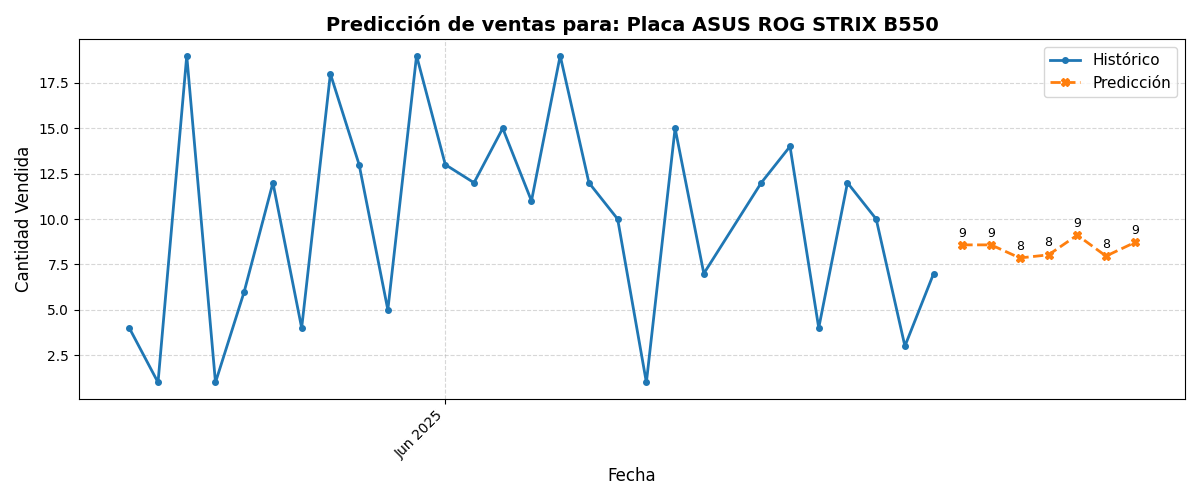 Predicción de ventas para: Placa ASUS ROG STRIX B550
Histórico
Predicción
Cantidad Vendida
17.5
15.0
12.5
10.0
7.5
5.0
2.5
9
9
8
8
9
8
9
Jun 2025
Fecha